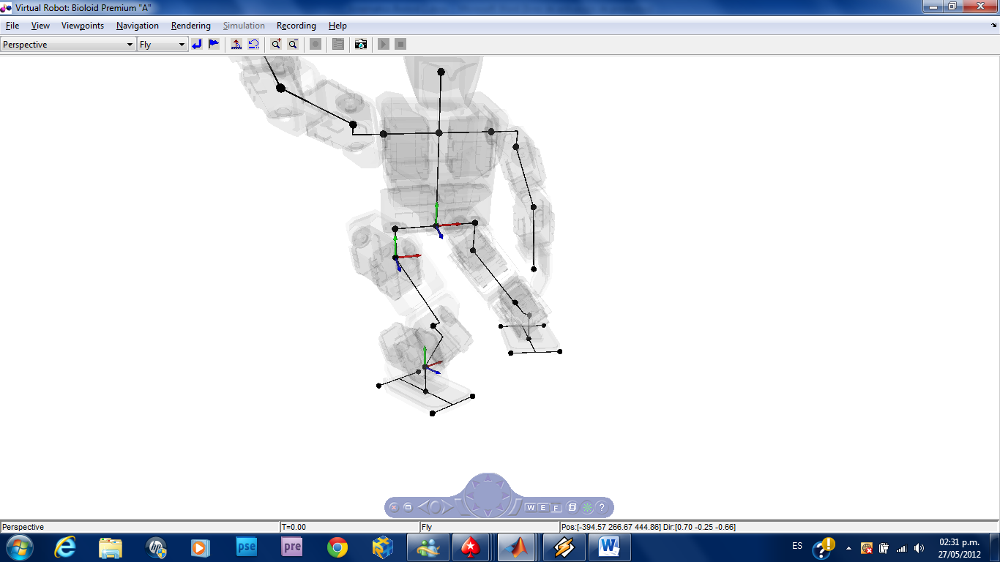 Virtual Robot: Bioloid Premium "A"
File View Viewpoints Navigation Rendering Simulation Recording Help
Perspective Fly
W E F ?
Perspective T=0.00 Fly Pos:[-394.57 266.67 444.86] Dir:[0.70 -0.25 -0.66]
hp pse pre W ES ? 02:31 p.m.
27/05/2012